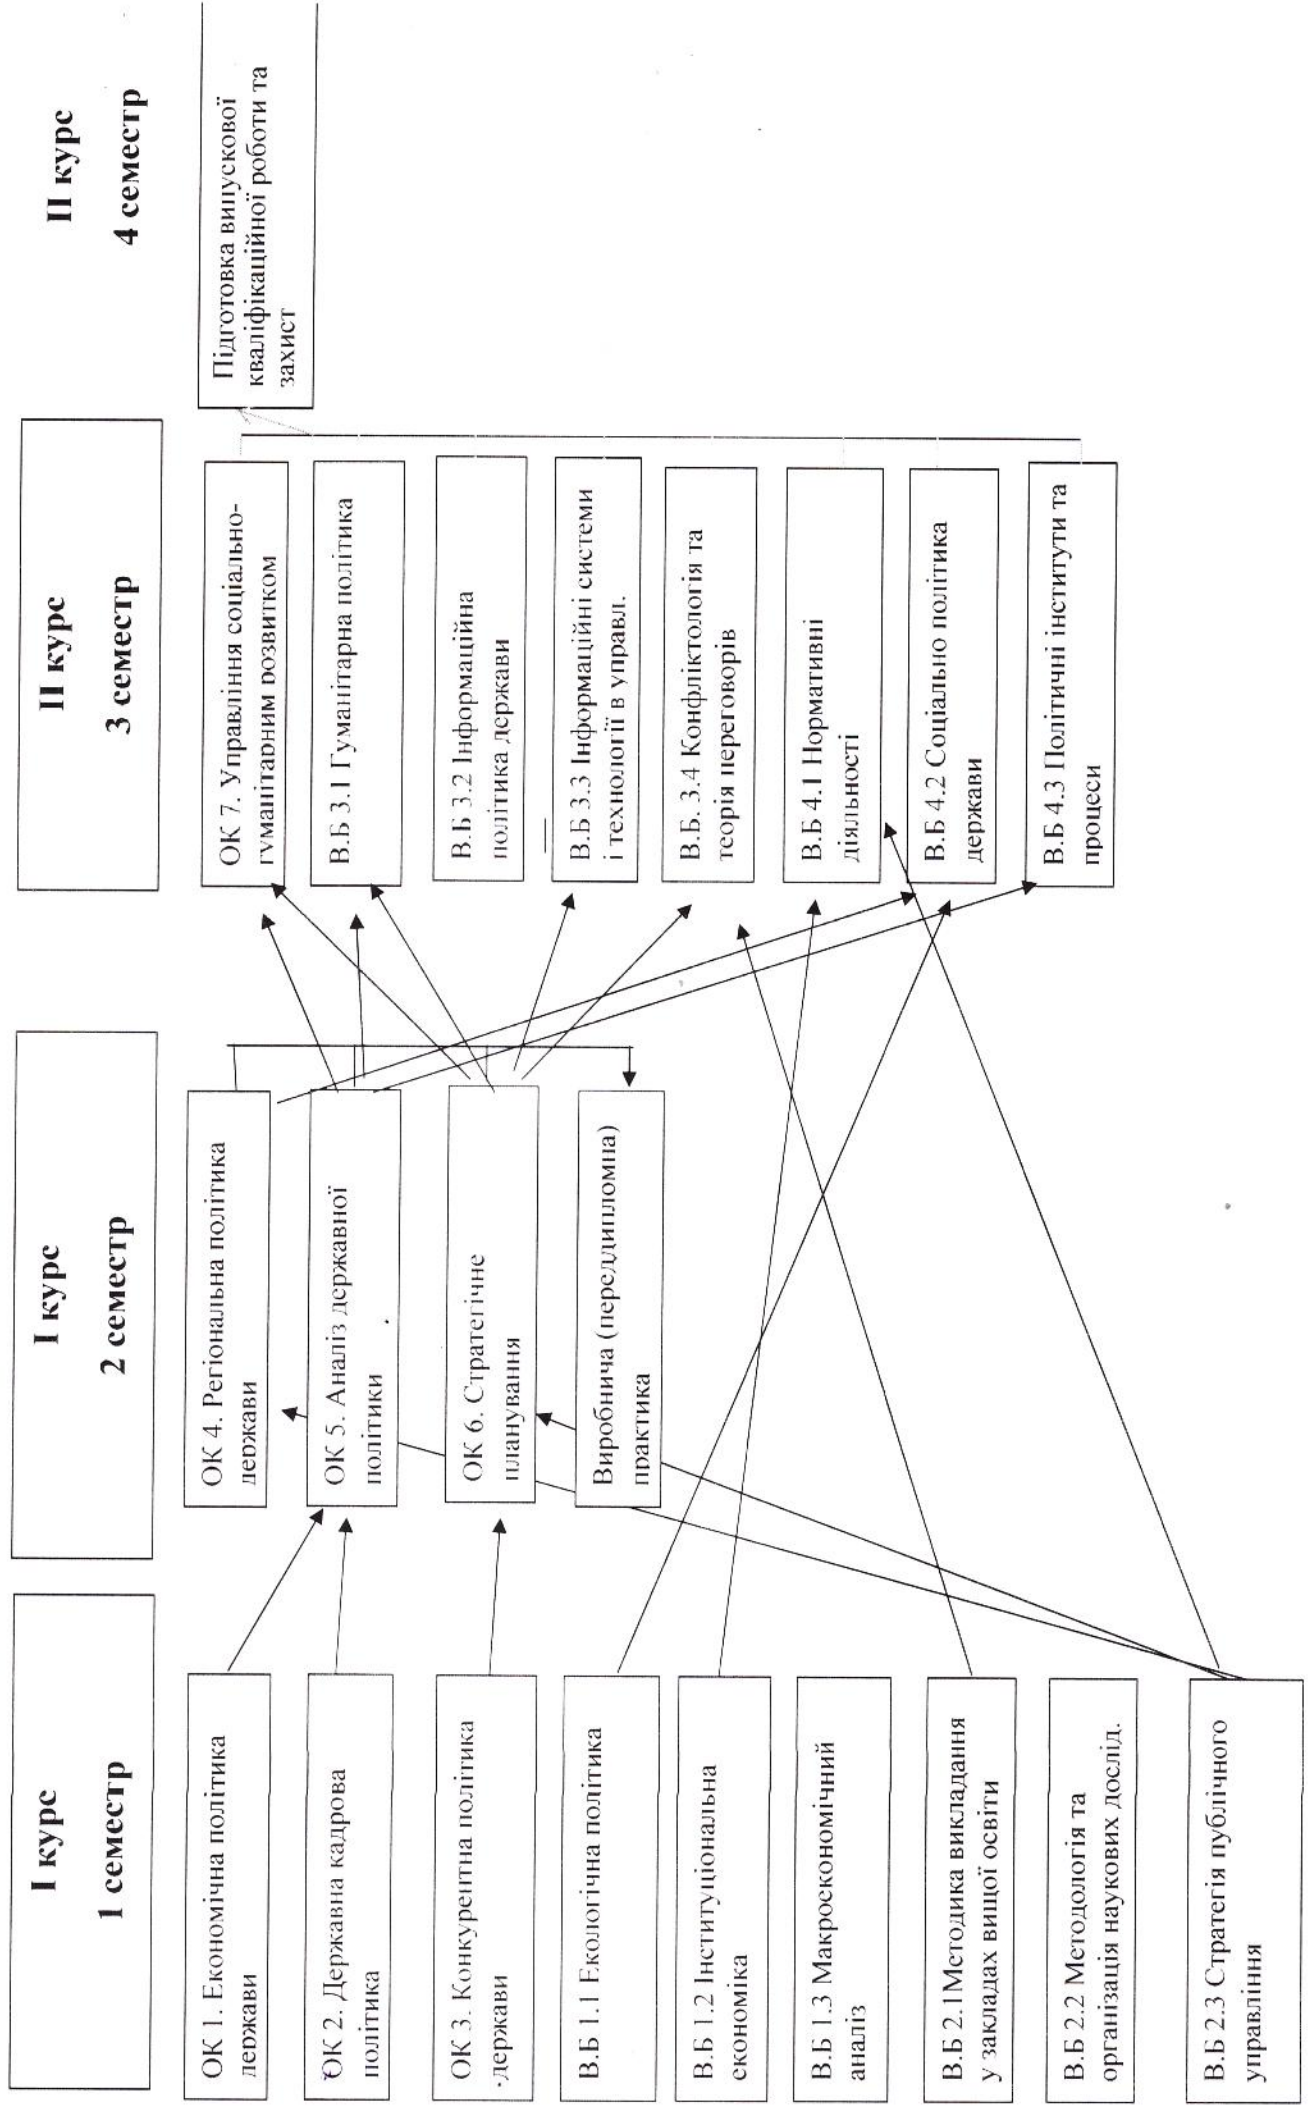 І курс
1 семестр
ОК 1. Економічна політика
держави
ОК 2. Державна кадрова
політика
ОК 3. Конкурентна політика
держави
В.Б 1.1 Екологічна політика
В.Б 1.2 Інституціональна
економіка
В.Б 1.3 Макроекономічний
аналіз
В.Б 2.1Методика викладання
у закладах вищої освіти
В.Б 2.2 Методологія та
організація наукових дослід.
В.Б 2.3 Стратегія публічного
управління
І курс
2 семестр
ОК 4. Регіональна політика
держави
ОК 5. Аналіз державної
політики
ОК 6. Стратегічне
планування
Виробнича (переддипломна)
практика
ІІ курс
3 семестр
ОК 7. Управління соціально-
гуманітарним розвитком
В.Б 3.1 Гуманітарна політика
В.Б 3.2 Інформаційна
політика держави
В.Б 3.3 Інформаційні системи
і технології в управл.
В.Б. 3.4 Конфліктологія та
теорія переговорів
В.Б 4.1 Нормативні
діяльності
В.Б 4.2 Соціально політика
держави
В.Б 4.3 Політичні інститути та
процеси
ІІ курс
4 семестр
Підготовка випускової
кваліфікаційної роботи та
захист